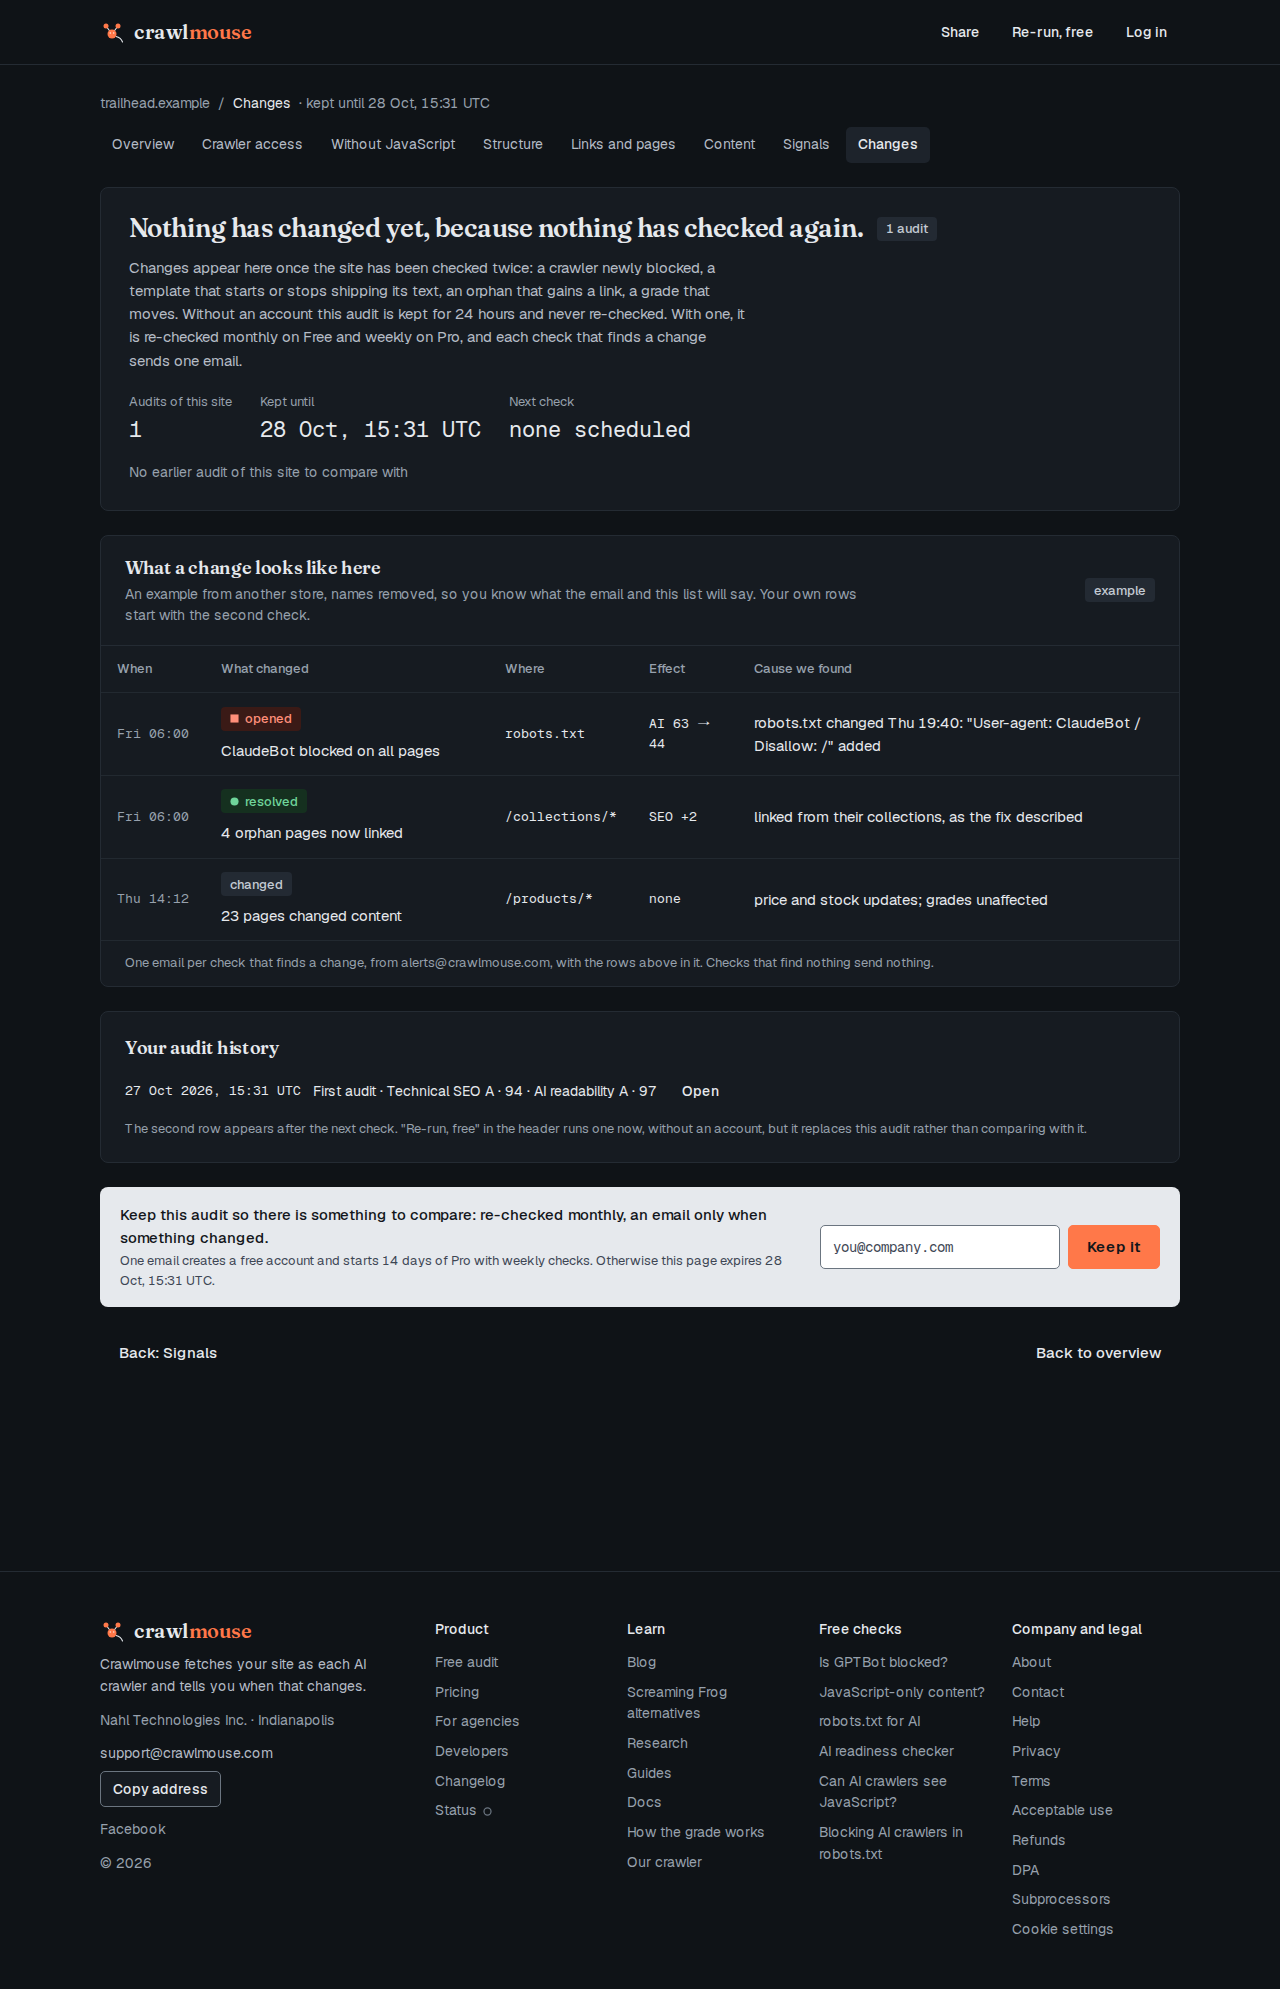 crawlmouse
Share
Re-run, free
Log in
trailhead.example / Changes · kept until 28 Oct, 15:31 UTC
Overview
Crawler access
Without JavaScript
Structure
Links and pages
Content
Signals
Changes
Nothing has changed yet, because nothing has checked again.
1 audit
Changes appear here once the site has been checked twice: a crawler newly blocked, a
template that starts or stops shipping its text, an orphan that gains a link, a grade that
moves. Without an account this audit is kept for 24 hours and never re-checked. With one, it
is re-checked monthly on Free and weekly on Pro, and each check that finds a change
sends one email.
Audits of this site
1
Kept until
28 Oct, 15:31 UTC
Next check
none scheduled
No earlier audit of this site to compare with
What a change looks like here
An example from another store, names removed, so you know what the email and this list will say. Your own rows
start with the second check.
example
When
What changed
Where
Effect
Cause we found
Fri 06:00
opened
ClaudeBot blocked on all pages
robots.txt
AI 63 →
44
robots.txt changed Thu 19:40: "User-agent: ClaudeBot /
Disallow: /" added
Fri 06:00
resolved
4 orphan pages now linked
/collections/*
SEO +2
linked from their collections, as the fix described
Thu 14:12
changed
23 pages changed content
/products/*
none
price and stock updates; grades unaffected
One email per check that finds a change, from alerts@crawlmouse.com, with the rows above in it. Checks that find nothing send nothing.
Your audit history
27 Oct 2026, 15:31 UTC First audit · Technical SEO A · 94 · AI readability A · 97 Open
The second row appears after the next check. "Re-run, free" in the header runs one now, without an account, but it replaces this audit rather than comparing with it.
Keep this audit so there is something to compare: re-checked monthly, an email only when
something changed.
One email creates a free account and starts 14 days of Pro with weekly checks. Otherwise this page expires 28
Oct, 15:31 UTC.
you@company.com
Keep it
Back: Signals
Back to overview
crawlmouse
Crawlmouse fetches your site as each AI
crawler and tells you when that changes.
Nahl Technologies Inc. · Indianapolis
support@crawlmouse.com
Copy address
Facebook
© 2026
Product
Free audit
Pricing
For agencies
Developers
Changelog
Status
Learn
Blog
Screaming Frog
alternatives
Research
Guides
Docs
How the grade works
Our crawler
Free checks
Is GPTBot blocked?
JavaScript-only content?
robots.txt for AI
AI readiness checker
Can AI crawlers see
JavaScript?
Blocking AI crawlers in
robots.txt
Company and legal
About
Contact
Help
Privacy
Terms
Acceptable use
Refunds
DPA
Subprocessors
Cookie settings